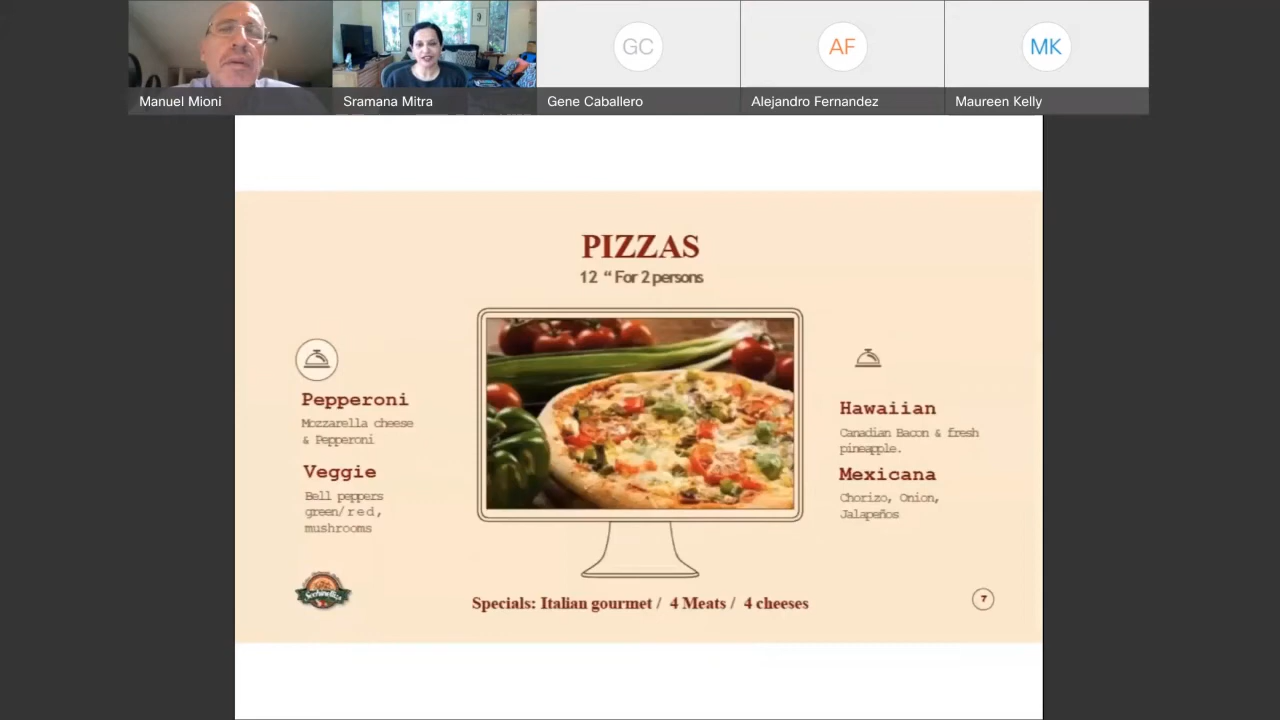 GC
AF
MK
Manuel Mioni
Sramana Mitra
Gene Caballero
Alejandro Fernandez
Maureen Kelly
PIZZAS
12 “ For 2 persons
Pepperoni
Mozzarella cheese
& Pepperoni
Veggie
Bell peppers
green/red,
mushrooms
Hawaiian
Canadian Bacon & fresh
pineapple.
Mexicana
Chorizo, Onion,
Jalapeños
Specials: Italian gourmet / 4 Meats / 4 cheeses
7